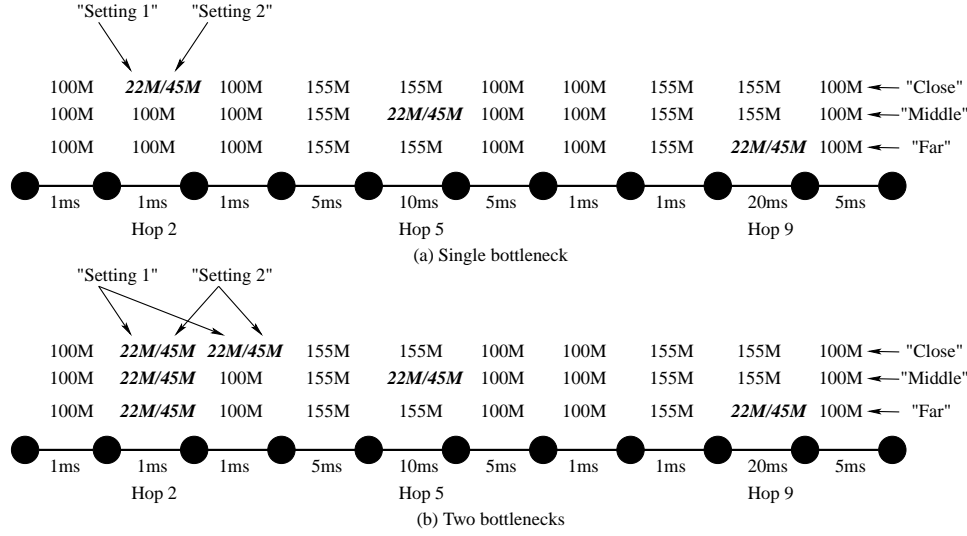 "Setting 1" "Setting 2"
100M 22M/45M 100M 155M 155M 100M 100M 155M 155M 100M "Close"
100M 100M 100M 155M 22M/45M 100M 100M 155M 155M 100M "Middle"
100M 100M 100M 155M 155M 100M 100M 155M 22M/45M 100M "Far"
1ms 1ms 1ms 5ms 10ms 5ms 1ms 1ms 20ms 5ms
Hop 2 Hop 5 Hop 9
(a) Single bottleneck
"Setting 1" "Setting 2"
100M 22M/45M 22M/45M 155M 155M 100M 100M 155M 155M 100M "Close"
100M 22M/45M 100M 155M 22M/45M 100M 100M 155M 155M 100M "Middle"
100M 22M/45M 100M 155M 155M 100M 100M 155M 22M/45M 100M "Far"
1ms 1ms 1ms 5ms 10ms 5ms 1ms 1ms 20ms 5ms
Hop 2 Hop 5 Hop 9
(b) Two bottlenecks